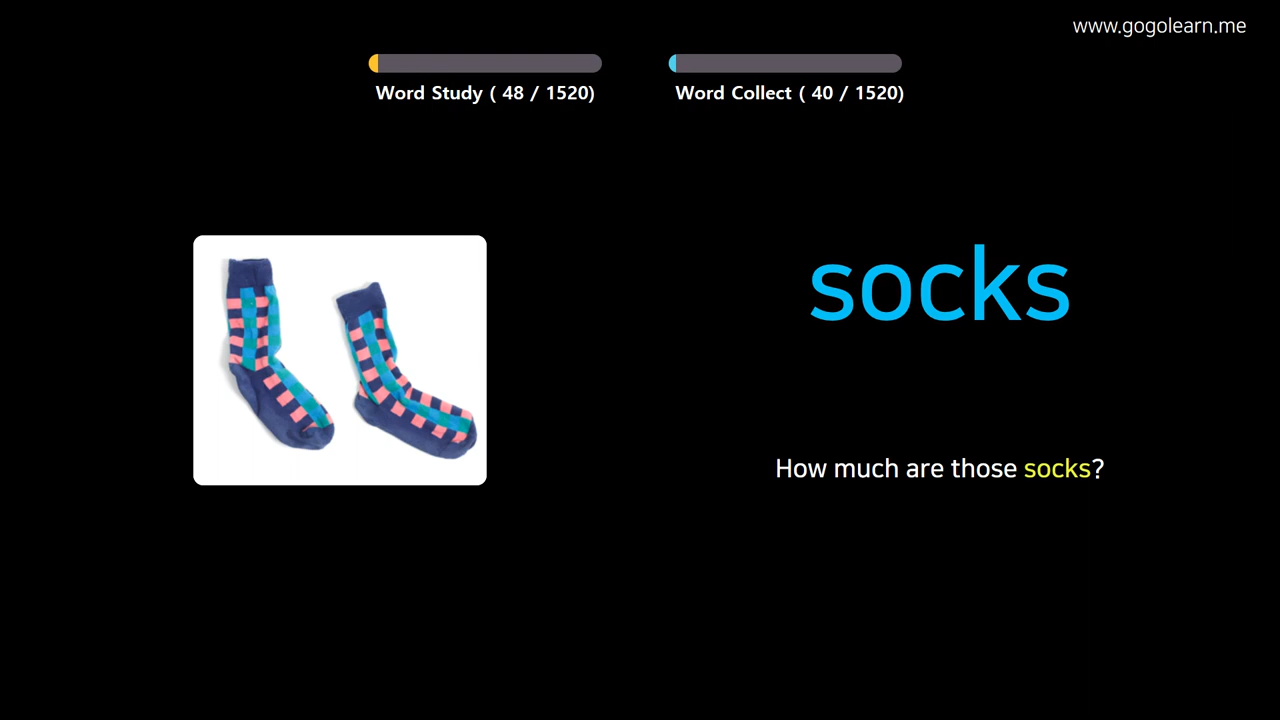 www.gogolearn.me
Word Study ( 48 / 1520)
Word Collect ( 40 / 1520)
socks
How much are those socks?